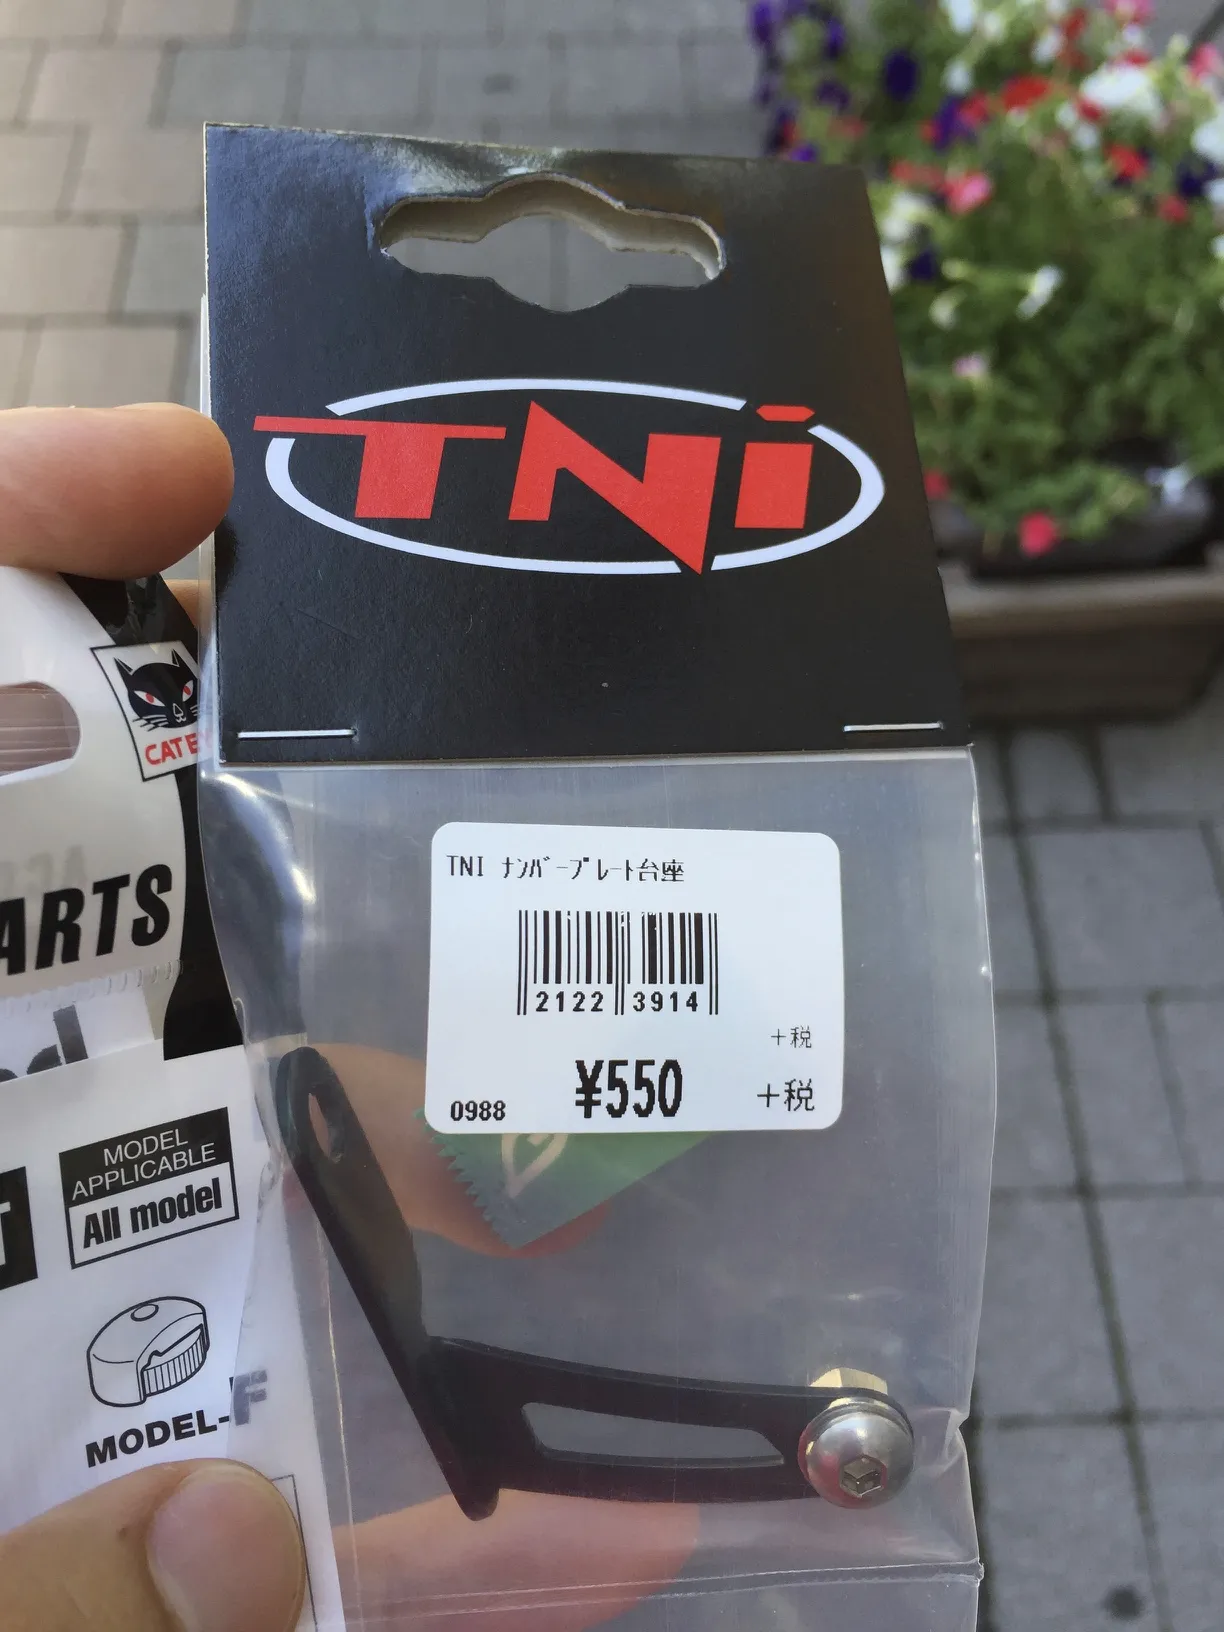 TNi
CATE
ARTS
TNI ﾅﾝﾊﾞｰﾌﾟﾚｰﾄ台座
2122 3914
+税
0988 ¥550 +税
MODEL
APPLICABLE
All model
MODEL-F